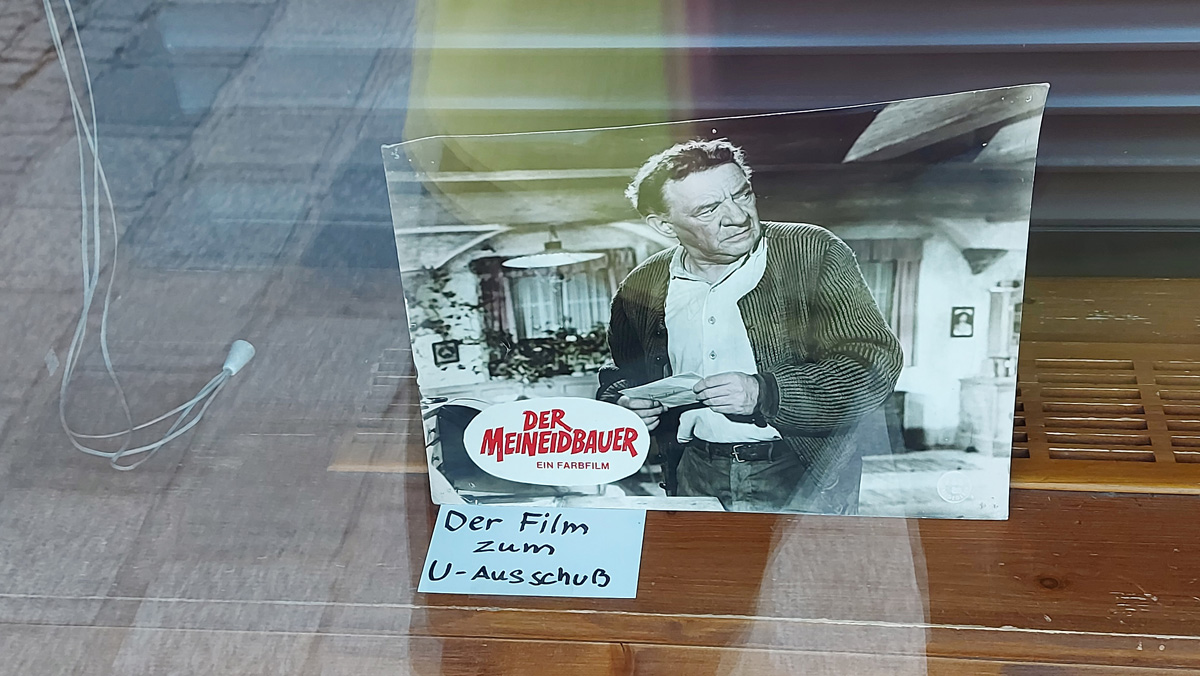 DER
MEINEIDBAUER
EIN FARBFILM
Der Film
zum
U-Ausschuß